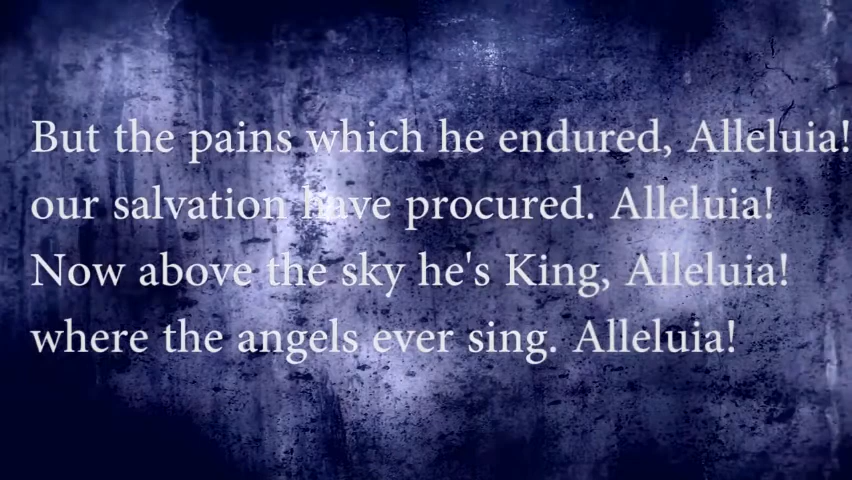 But the pains which he endured, Alleluia!
our salvation have procured. Alleluia!
Now above the sky he's King, Alleluia!
where the angels ever sing. Alleluia!